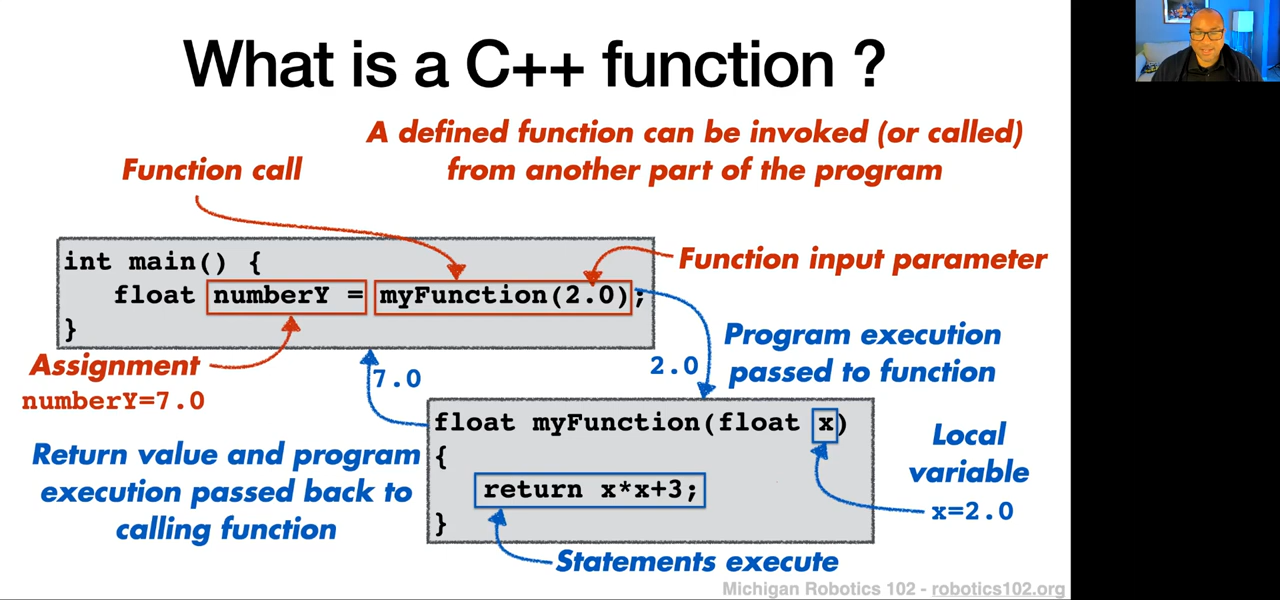 What is a C++ function ?
A defined function can be invoked (or called)
from another part of the program
Function call
int main() {
float numberY = myFunction(2.0);
}
Function input parameter
Assignment
numberY=7.0
7.0
2.0
Program execution
passed to function
float myFunction(float x)
{
return x*x+3;
}
Local
variable
x=2.0
Return value and program
execution passed back to
calling function
Statements execute
Michigan Robotics 102 - robotics102.org